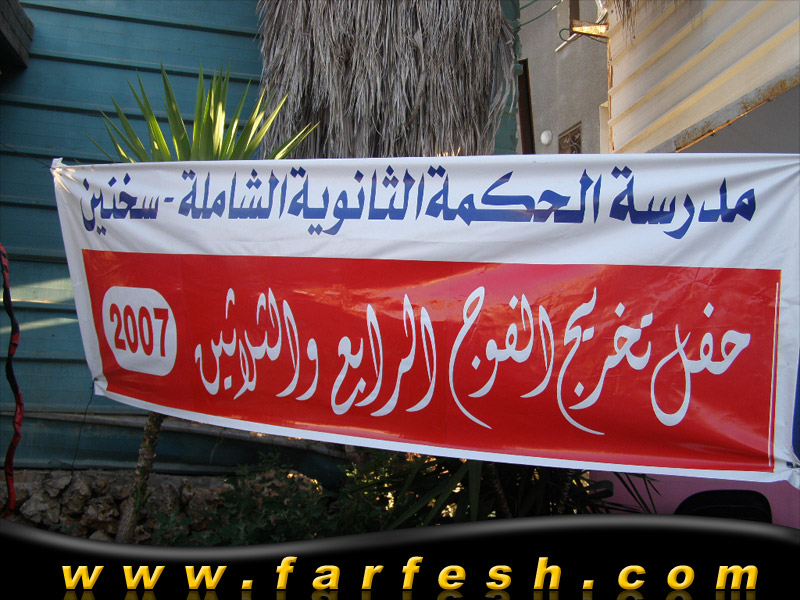 مدرسة الحكمة الثانوية الشاملة - سخنين
حفل تخريج الفوج الرابع والثلاثين
2007
www.farfesh.com